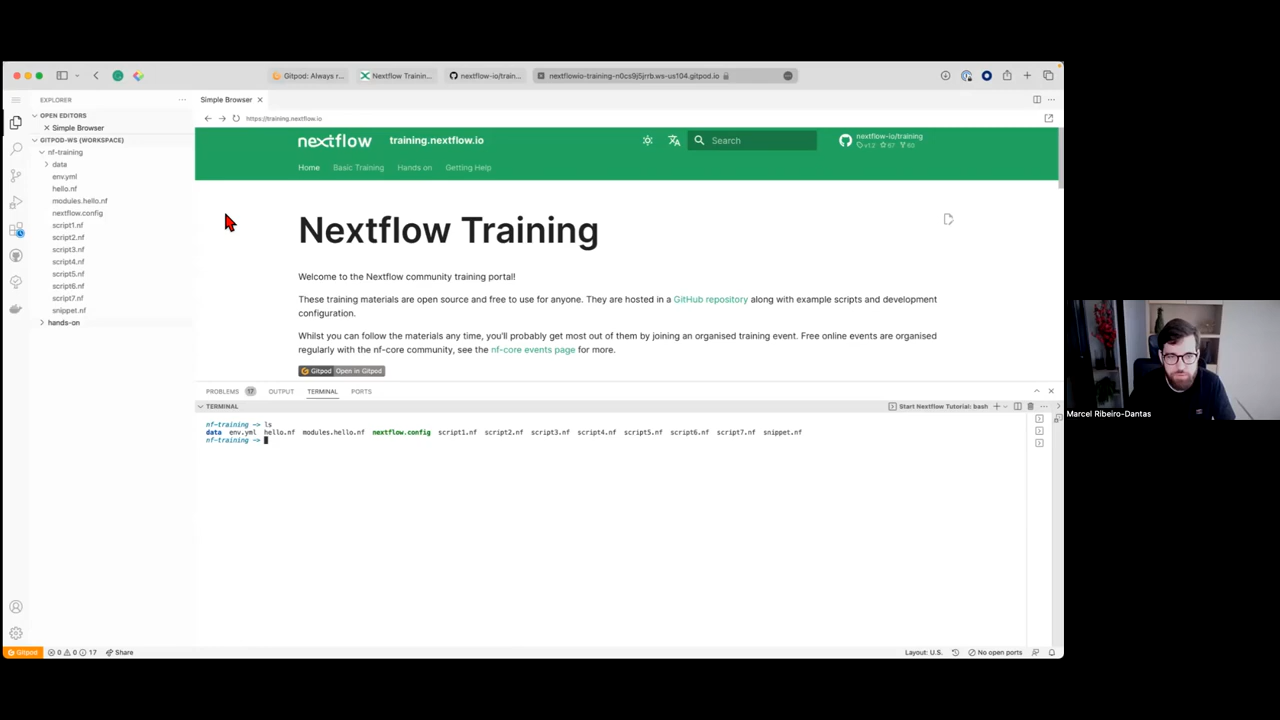 Gitpod: Always r...
Nextflow Trainin...
nextflow-io/train...
nextflowio-training-n0cs9j5jrrb.ws-us104.gitpod.io
EXPLORER
Simple Browser
OPEN EDITORS
Simple Browser
https://training.nextflow.io
GITPOD-WS (WORKSPACE)
nf-training
data
env.yml
hello.nf
modules.hello.nf
nextflow.config
script1.nf
script2.nf
script3.nf
script4.nf
script5.nf
script6.nf
script7.nf
snippet.nf
hands-on
nextflow
training.nextflow.io
Search
nextflow-io/training
v1.2 67 60
Home Basic Training Hands on Getting Help
Nextflow Training
Welcome to the Nextflow community training portal!
These training materials are open source and free to use for anyone. They are hosted in a GitHub repository along with example scripts and development
configuration.
Whilst you can follow the materials any time, you'll probably get most out of them by joining an organised training event. Free online events are organised
regularly with the nf-core community, see the nf-core events page for more.
Gitpod Open in Gitpod
PROBLEMS 17 OUTPUT TERMINAL PORTS
TERMINAL
Start Nextflow Tutorial: bash
nf-training -> ls
data env.yml hello.nf modules.hello.nf nextflow.config script1.nf script2.nf script3.nf script4.nf script5.nf script6.nf script7.nf snippet.nf
nf-training ->
Marcel Ribeiro-Dantas
Gitpod 0 0 17 Share
Layout: U.S.
No open ports